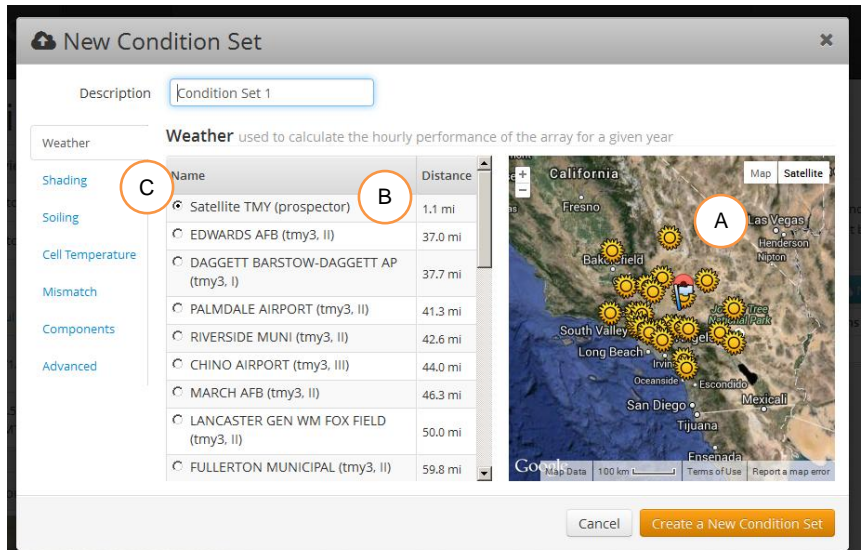 New Condition Set
×
Description
Condition Set 1
Weather
Shading
Soiling
Cell Temperature
Mismatch
Components
Advanced
Weather used to calculate the hourly performance of the array for a given year
Name Distance
Satellite TMY (prospector) 1.1 mi
EDWARDS AFB (tmy3, II) 37.0 mi
DAGGETT BARSTOW-DAGGETT AP
(tmy3, I) 37.7 mi
PALMDALE AIRPORT (tmy3, II) 41.3 mi
RIVERSIDE MUNI (tmy3, II) 42.6 mi
CHINO AIRPORT (tmy3, III) 44.0 mi
MARCH AFB (tmy3, II) 46.3 mi
LANCASTER GEN WM FOX FIELD
(tmy3, II) 50.0 mi
FULLERTON MUNICIPAL (tmy3, II) 59.8 mi
C
B
A
+
−
California
Map Satellite
Fresno
Las Vegas
Henderson
Nipton
South Valley
Long Beach
Oceanside
Escondido
San Diego
Mexicali
Tijuana
Ensenada
Google
Map Data 100 km Terms of Use Report a map error
Cancel
Create a New Condition Set